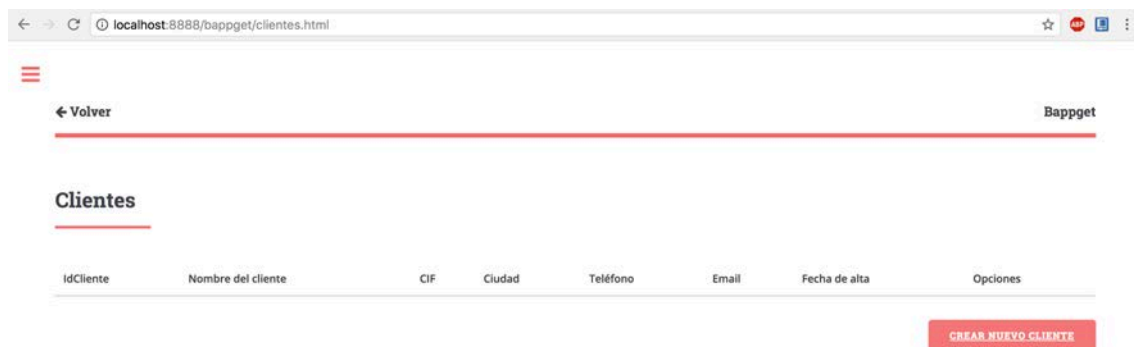 localhost:8888/bappget/clientes.html
ABP
Volver Bappget
Clientes
IdCliente Nombre del cliente CIF Ciudad Teléfono Email Fecha de alta Opciones
CREAR NUEVO CLIENTE